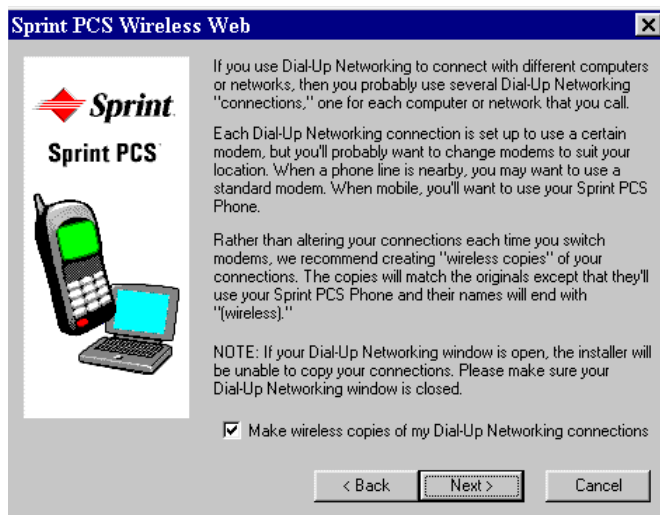 Sprint PCS Wireless Web
Sprint
Sprint PCS
If you use Dial-Up Networking to connect with different computers
or networks, then you probably use several Dial-Up Networking
"connections," one for each computer or network that you call.
Each Dial-Up Networking connection is set up to use a certain
modem, but you'll probably want to change modems to suit your
location. When a phone line is nearby, you may want to use a
standard modem. When mobile, you'll want to use your Sprint PCS
Phone.
Rather than altering your connections each time you switch
modems, we recommend creating "wireless copies" of your
connections. The copies will match the originals except that they'll
use your Sprint PCS Phone and their names will end with
"(wireless)."
NOTE: If your Dial-Up Networking window is open, the installer will
be unable to copy your connections. Please make sure your
Dial-Up Networking window is closed.
Make wireless copies of my Dial-Up Networking connections
< Back
Next >
Cancel